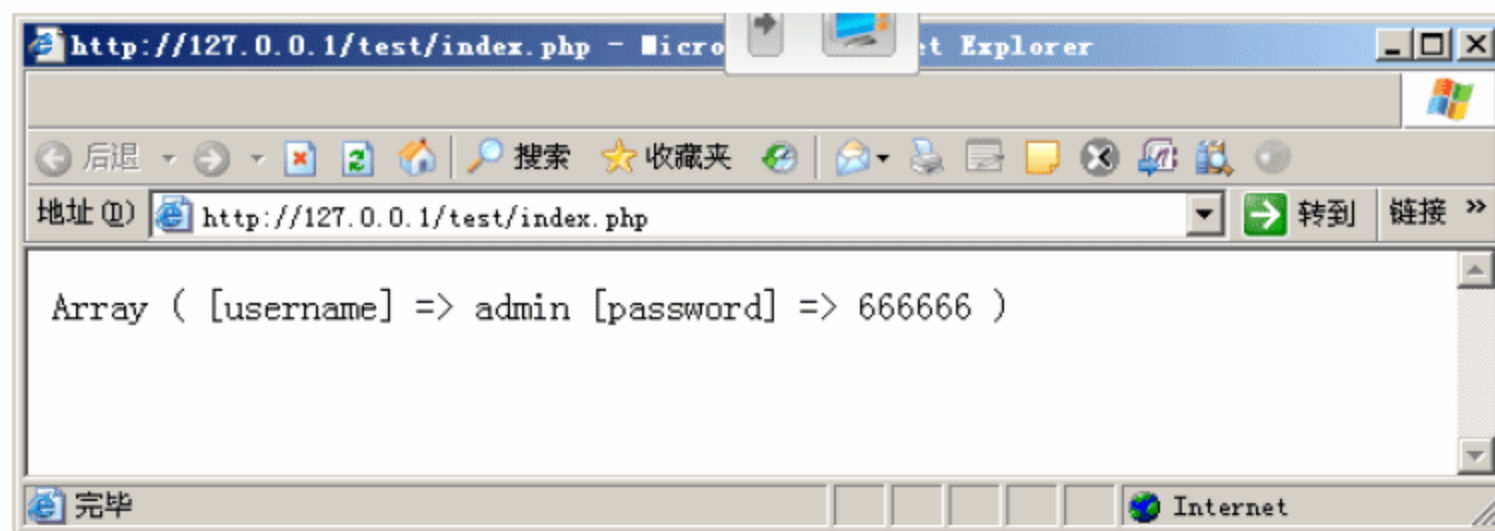 http://127.0.0.1/test/index.php - Micro t Explorer
后退 搜索 收藏夹
地址(D) http://127.0.0.1/test/index.php 转到 链接 »
Array ( [username] => admin [password] => 666666 )
完毕 Internet